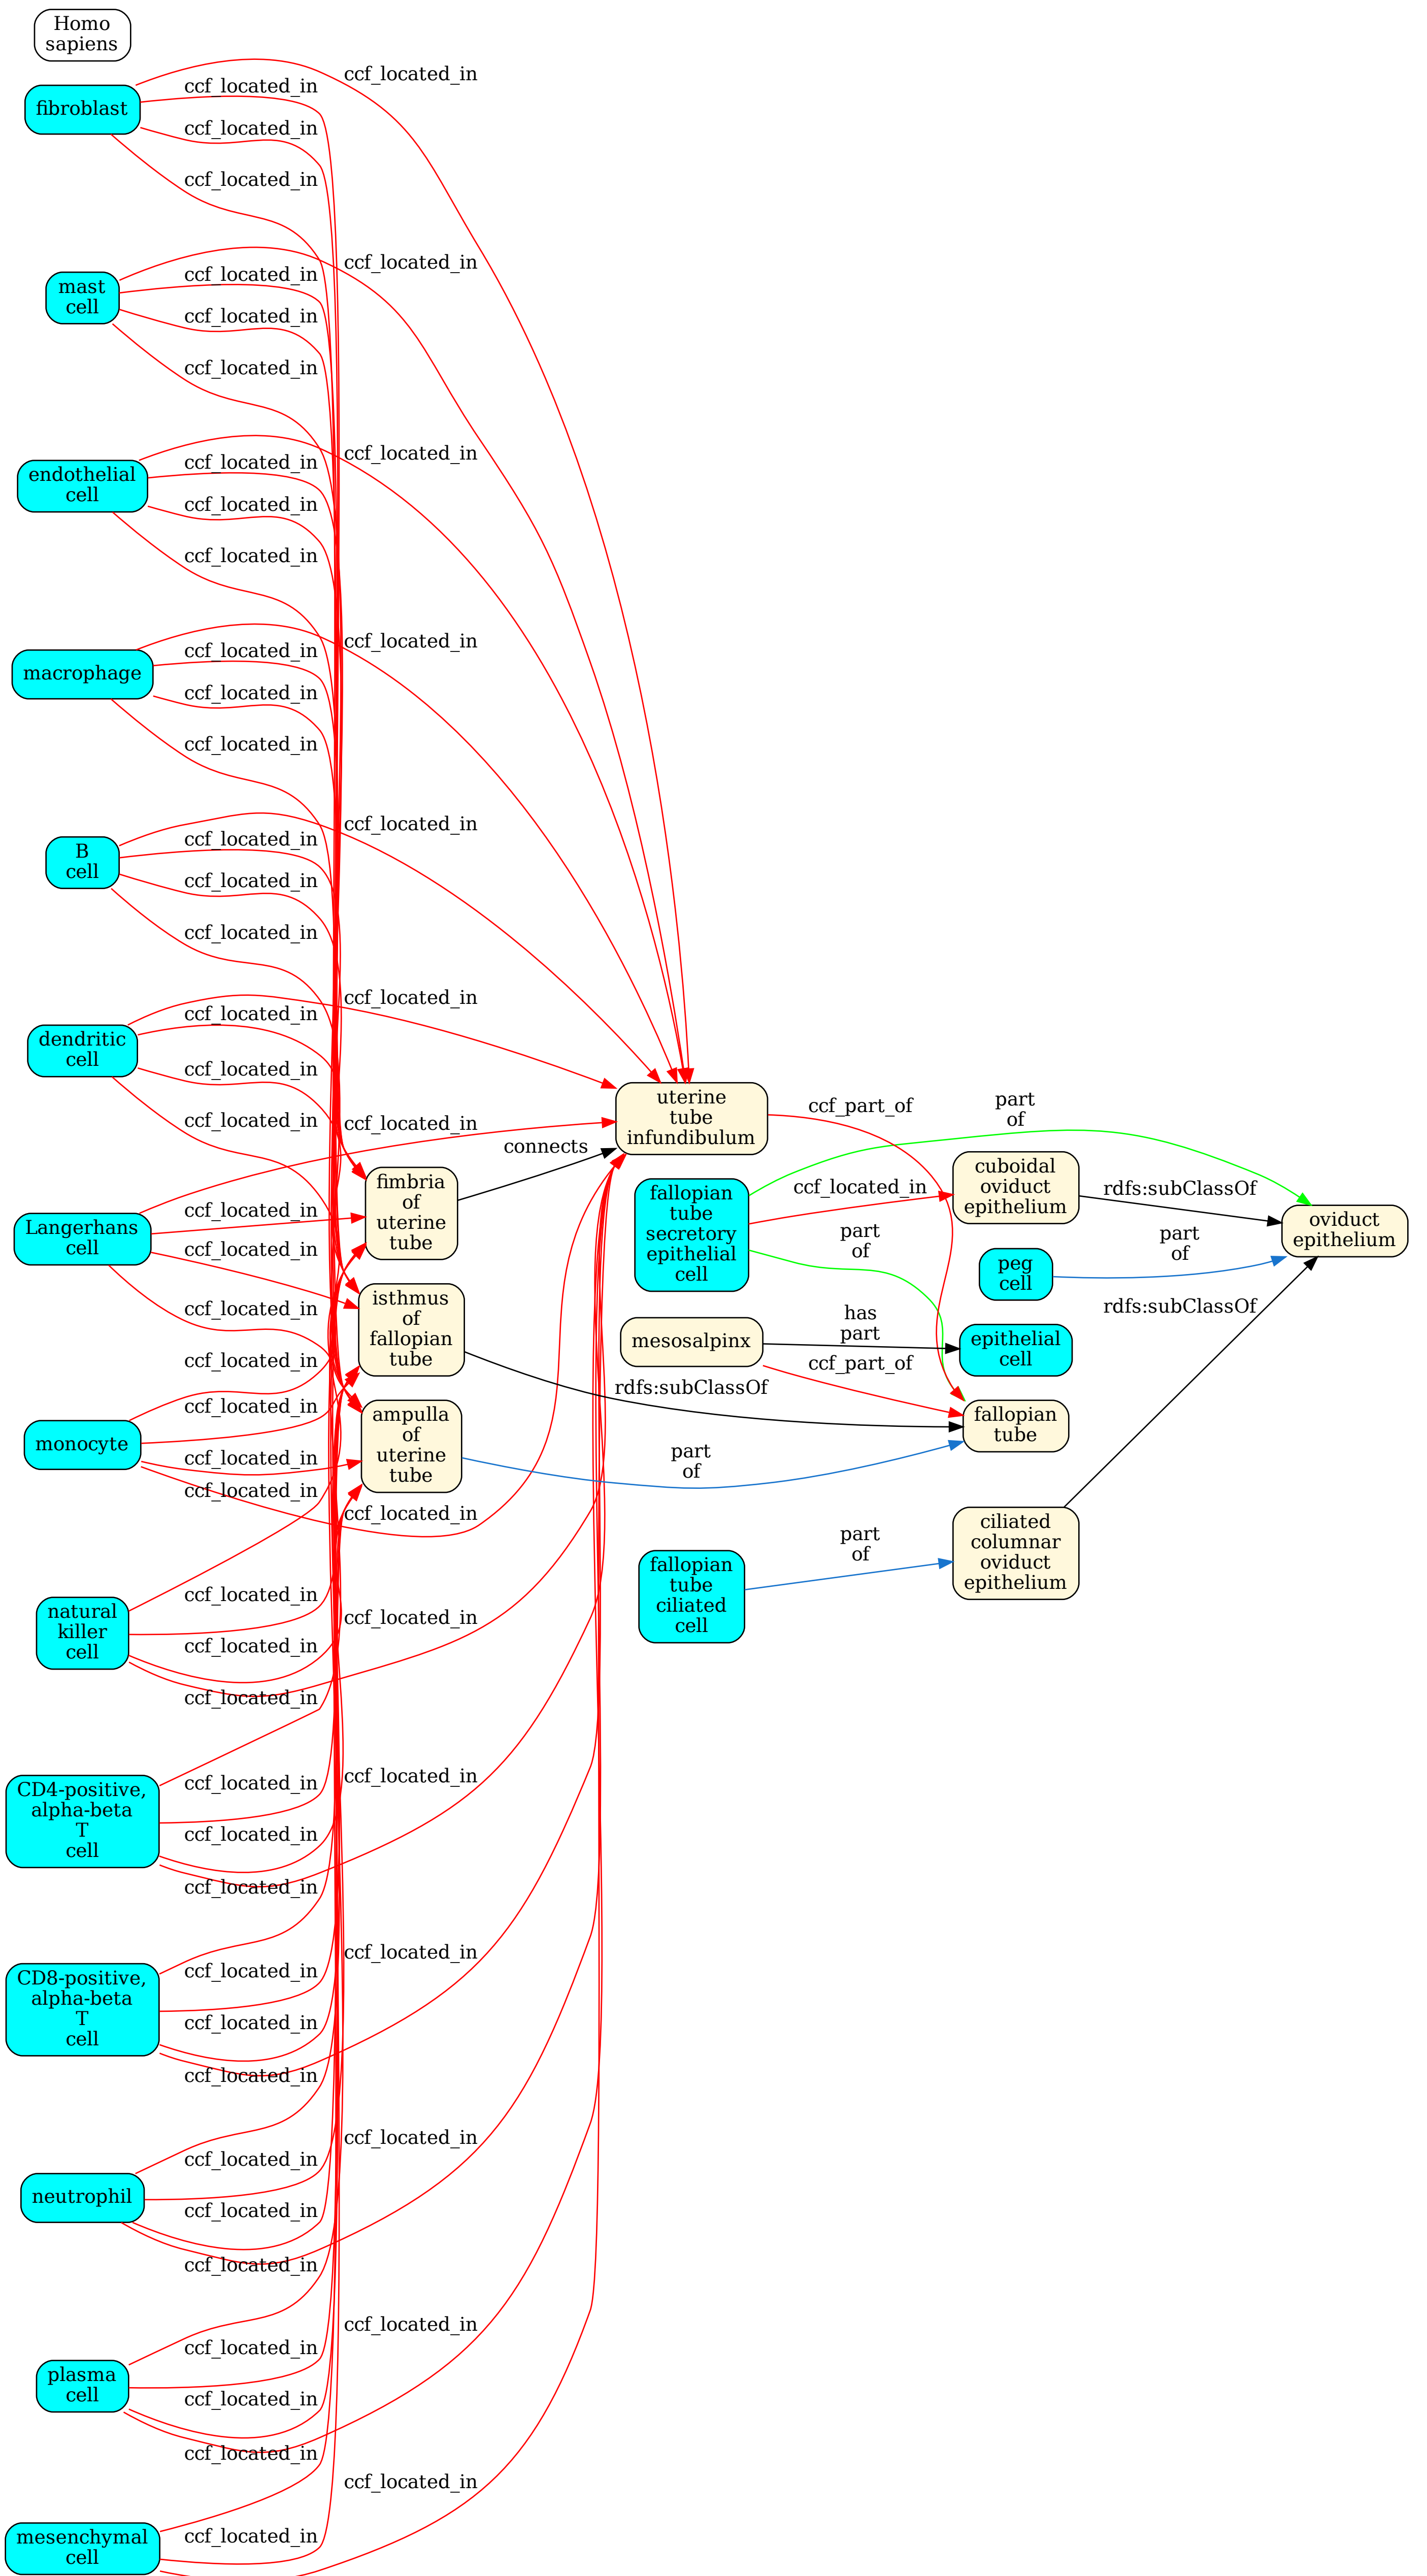 Homo
sapiens
fibroblast
ccf_located_in
ccf_located_in
ccf_located_in
ccf_located_in
mast
cell
ccf_located_in
ccf_located_in
ccf_located_in
ccf_located_in
endothelial
cell
ccf_located_in
ccf_located_in
ccf_located_in
ccf_located_in
macrophage
ccf_located_in
ccf_located_in
ccf_located_in
ccf_located_in
B
cell
ccf_located_in
ccf_located_in
ccf_located_in
ccf_located_in
dendritic
cell
ccf_located_in
ccf_located_in
ccf_located_in
ccf_located_in
Langerhans
cell
ccf_located_in
ccf_located_in
ccf_located_in
ccf_located_in
monocyte
ccf_located_in
ccf_located_in
ccf_located_in
ccf_located_in
natural
killer
cell
ccf_located_in
ccf_located_in
ccf_located_in
ccf_located_in
CD4-positive,
alpha-beta
T
cell
ccf_located_in
ccf_located_in
ccf_located_in
ccf_located_in
CD8-positive,
alpha-beta
T
cell
ccf_located_in
ccf_located_in
ccf_located_in
ccf_located_in
neutrophil
ccf_located_in
ccf_located_in
ccf_located_in
ccf_located_in
plasma
cell
ccf_located_in
ccf_located_in
ccf_located_in
ccf_located_in
mesenchymal
cell
ccf_located_in
ccf_located_in
ccf_located_in
fimbria
of
uterine
tube
connects
isthmus
of
fallopian
tube
rdfs:subClassOf
ampulla
of
uterine
tube
part
of
uterine
tube
infundibulum
ccf_part_of
fallopian
tube
secretory
epithelial
cell
part
of
ccf_located_in
part
of
mesosalpinx
has
part
ccf_part_of
fallopian
tube
ciliated
cell
part
of
cuboidal
oviduct
epithelium
rdfs:subClassOf
peg
cell
part
of
epithelial
cell
fallopian
tube
ciliated
columnar
oviduct
epithelium
rdfs:subClassOf
oviduct
epithelium